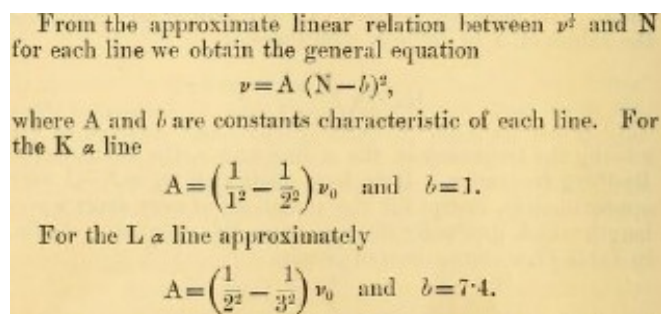 From the approximate linear relation between ν^½ and N
for each line we obtain the general equation
ν=A (N−b)²,
where A and b are constants characteristic of each line. For
the K α line
A=(1/1² − 1/2²) ν₀ and b=1.
For the L α line approximately
A=(1/2² − 1/3²) ν₀ and b=7·4.